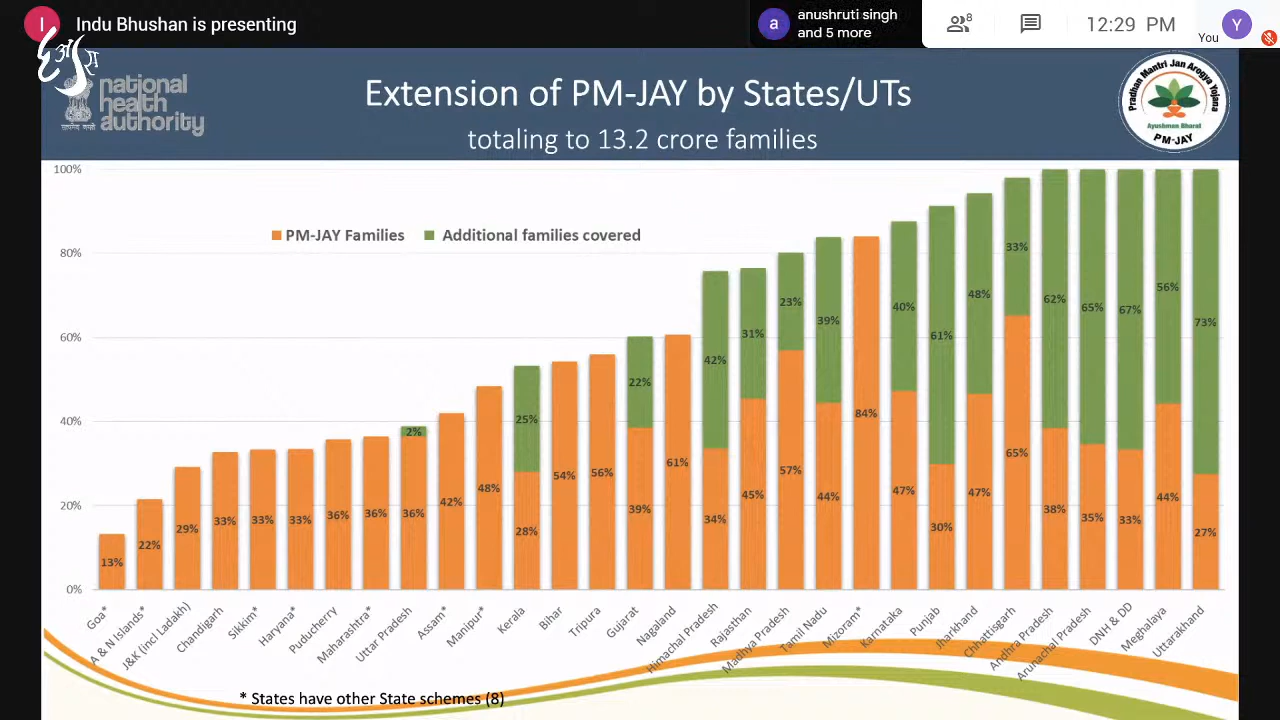 I
Indu Bhushan is presenting
a
anushruti singh
and 5 more
8
12:29 PM
You
Y
national
health
authority
Extension of PM-JAY by States/UTs
totaling to 13.2 crore families
Pradhan Mantri Jan Arogya Yojana
Ayushman Bharat
PM-JAY
PM-JAY Families
Additional families covered
100%
80%
60%
40%
20%
0%
13%
22%
29%
33%
33%
33%
36%
36%
2%
36%
42%
48%
25%
28%
54%
56%
22%
39%
61%
42%
34%
31%
45%
23%
57%
39%
44%
84%
40%
47%
61%
30%
48%
47%
33%
65%
62%
38%
65%
35%
67%
33%
56%
44%
73%
27%
Goa*
A & N Islands*
J&K (incl Ladakh)
Chandigarh
Sikkim*
Haryana*
Puducherry
Maharashtra*
Uttar Pradesh
Assam*
Manipur*
Kerala
Bihar
Tripura
Gujarat
Nagaland
Himachal Pradesh
Rajasthan
Madhya Pradesh
Tamil Nadu
Mizoram*
Karnataka
Punjab
Jharkhand
Chhattisgarh
Andhra Pradesh
Arunachal Pradesh
DNH & DD
Meghalaya
Uttarakhand
* States have other State schemes (8)